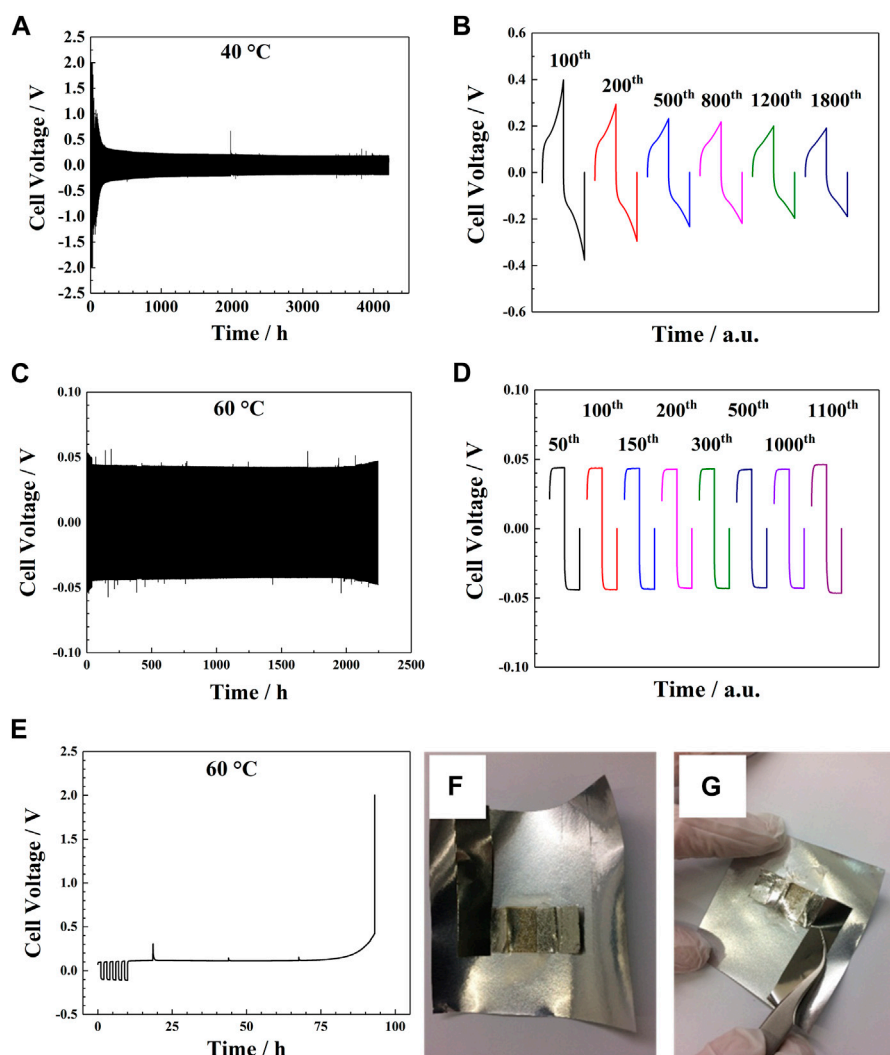 A
40 °C
2.5
2.0
1.5
1.0
0.5
0.0
-0.5
-1.0
-1.5
-2.0
-2.5
Cell Voltage / V
0 1000 2000 3000 4000
Time / h
B
100th 200th 500th 800th 1200th 1800th
0.6
0.4
0.2
0.0
-0.2
-0.4
-0.6
Cell Voltage / V
Time / a.u.
C
60 °C
0.10
0.05
0.00
-0.05
-0.10
Cell Voltage / V
0 500 1000 1500 2000 2500
Time / h
D
100th 200th 500th 1100th
50th 150th 300th 1000th
0.10
0.05
0.00
-0.05
-0.10
Cell Voltage / V
Time / a.u.
E
60 °C
2.5
2.0
1.5
1.0
0.5
0.0
-0.5
Cell Voltage / V
0 25 50 75 100
Time / h
F
G